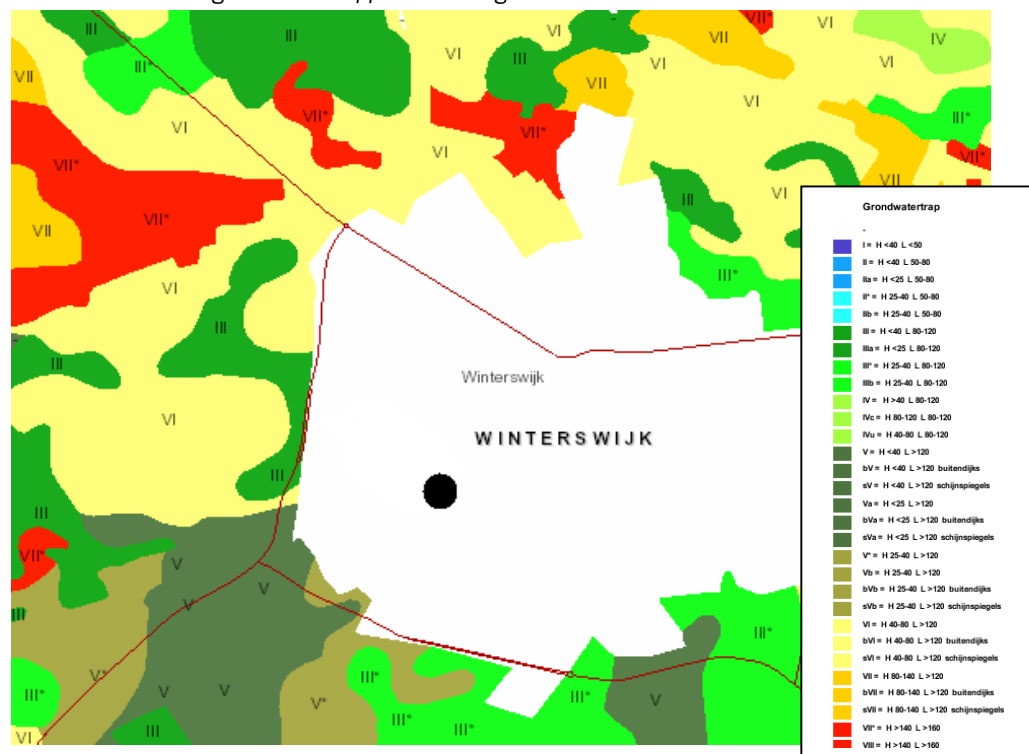 III
III
VI
VII
IV
VI
VII
III*
III
VII
VI
VI
VII*
VI
VII*
III*
VI
VII*
VI
VII*
VII*
III
VI
VII
VII
III*
VI
III
III
VI
III
III
VII*
III
V
V
V
V*
V
V
V*
III
VI
III*
III*
III*
III*
V
III*
Winterswijk
WINTERSWIJK
Grondwatertrap
-
I = H <40 L <50
II = H <40 L 50-80
IIa = H <25 L 50-80
II* = H 25-40 L 50-80
IIb = H 25-40 L 50-80
III = H <40 L 80-120
IIIa = H <25 L 80-120
III* = H 25-40 L 80-120
IIIb = H 25-40 L 80-120
IV = H >40 L 80-120
IVc = H 80-120 L 80-120
IVu = H 40-80 L 80-120
V = H <40 L >120
bV = H <40 L >120 buitendijks
sV = H <40 L >120 schijnspiegels
Va = H <25 L >120
bVa = H <25 L >120 buitendijks
sVa = H <25 L >120 schijnspiegels
V* = H 25-40 L >120
Vb = H 25-40 L >120
bVb = H 25-40 L >120 buitendijks
sVb = H 25-40 L >120 schijnspiegels
VI = H 40-80 L >120
bVI = H 40-80 L >120 buitendijks
sVI = H 40-80 L >120 schijnspiegels
VII = H 80-140 L >120
bVII = H 80-140 L >120 buitendijks
sVII = H 80-140 L >120 schijnspiegels
VII* = H >140 L >160
VIII = H >140 L >160